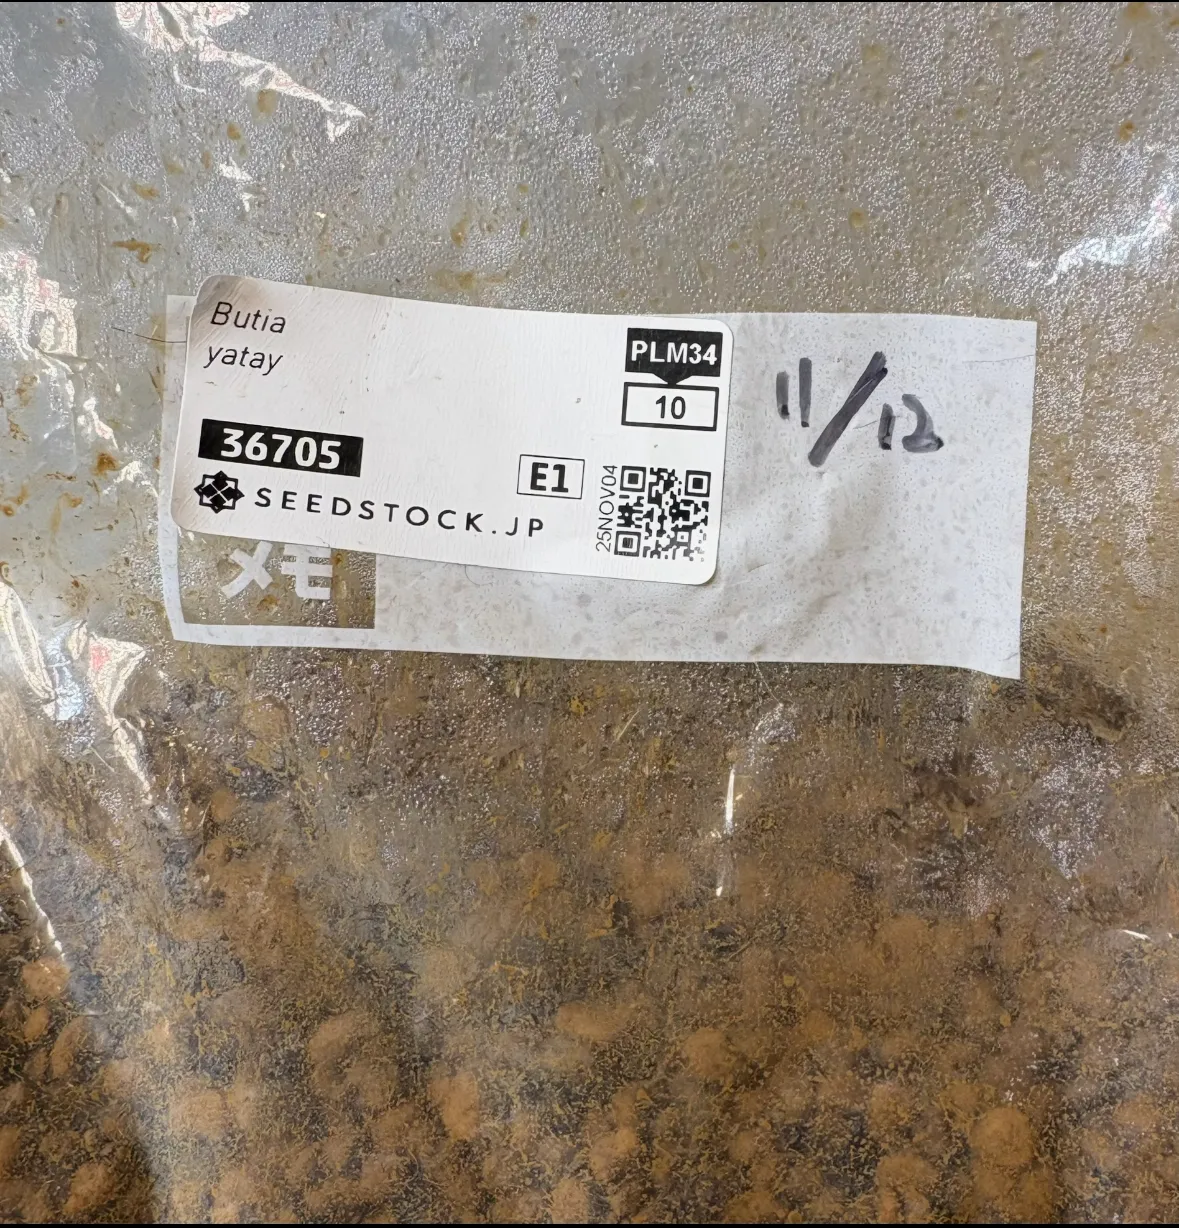 Butia
yatay
PLM34
10
11/12
36705
E1
SEEDSTOCK.JP
25NOV04
メモ